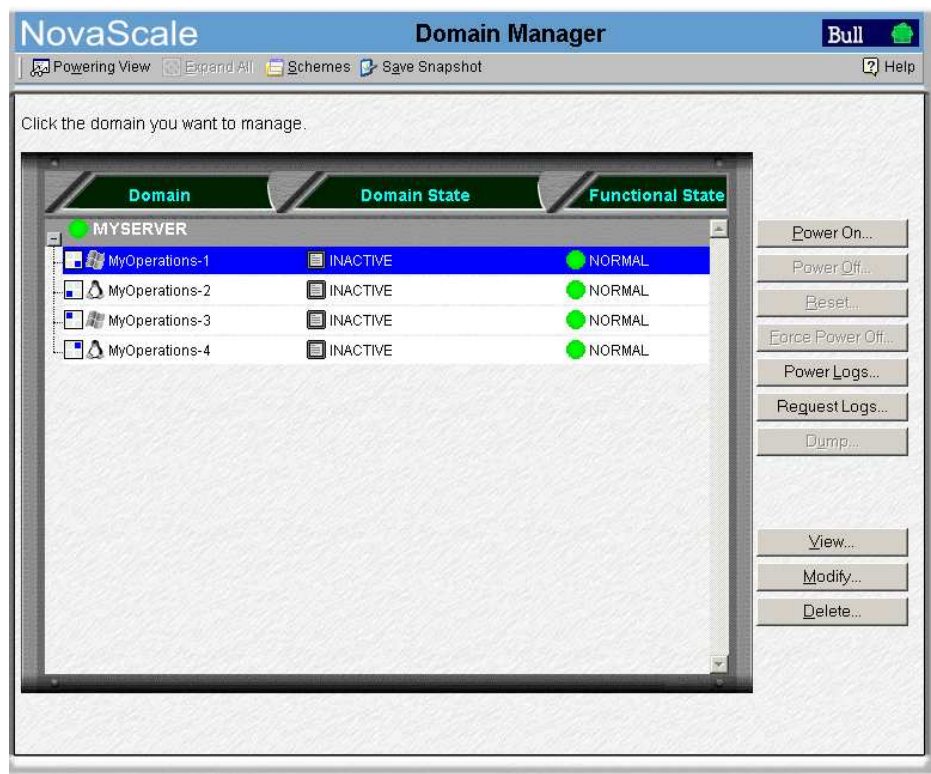 NovaScale Domain Manager Bull
Powering View Expand All Schemes Save Snapshot Help
Click the domain you want to manage.
Domain Domain State Functional State
MYSERVER
MyOperations-1 INACTIVE NORMAL
MyOperations-2 INACTIVE NORMAL
MyOperations-3 INACTIVE NORMAL
MyOperations-4 INACTIVE NORMAL
Power On...
Power Off...
Reset...
Force Power Off...
Power Logs...
Request Logs...
Dump...
View...
Modify...
Delete...